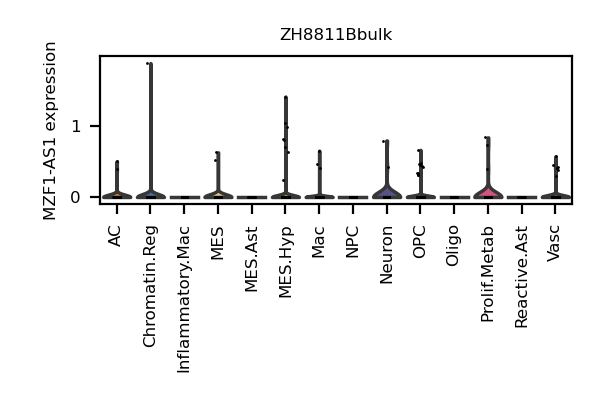 ZH8811Bbulk
MZF1-AS1 expression
1
0
AC
Chromatin.Reg
Inflammatory.Mac
MES
MES.Ast
MES.Hyp
Mac
NPC
Neuron
OPC
Oligo
Prolif.Metab
Reactive.Ast
Vasc